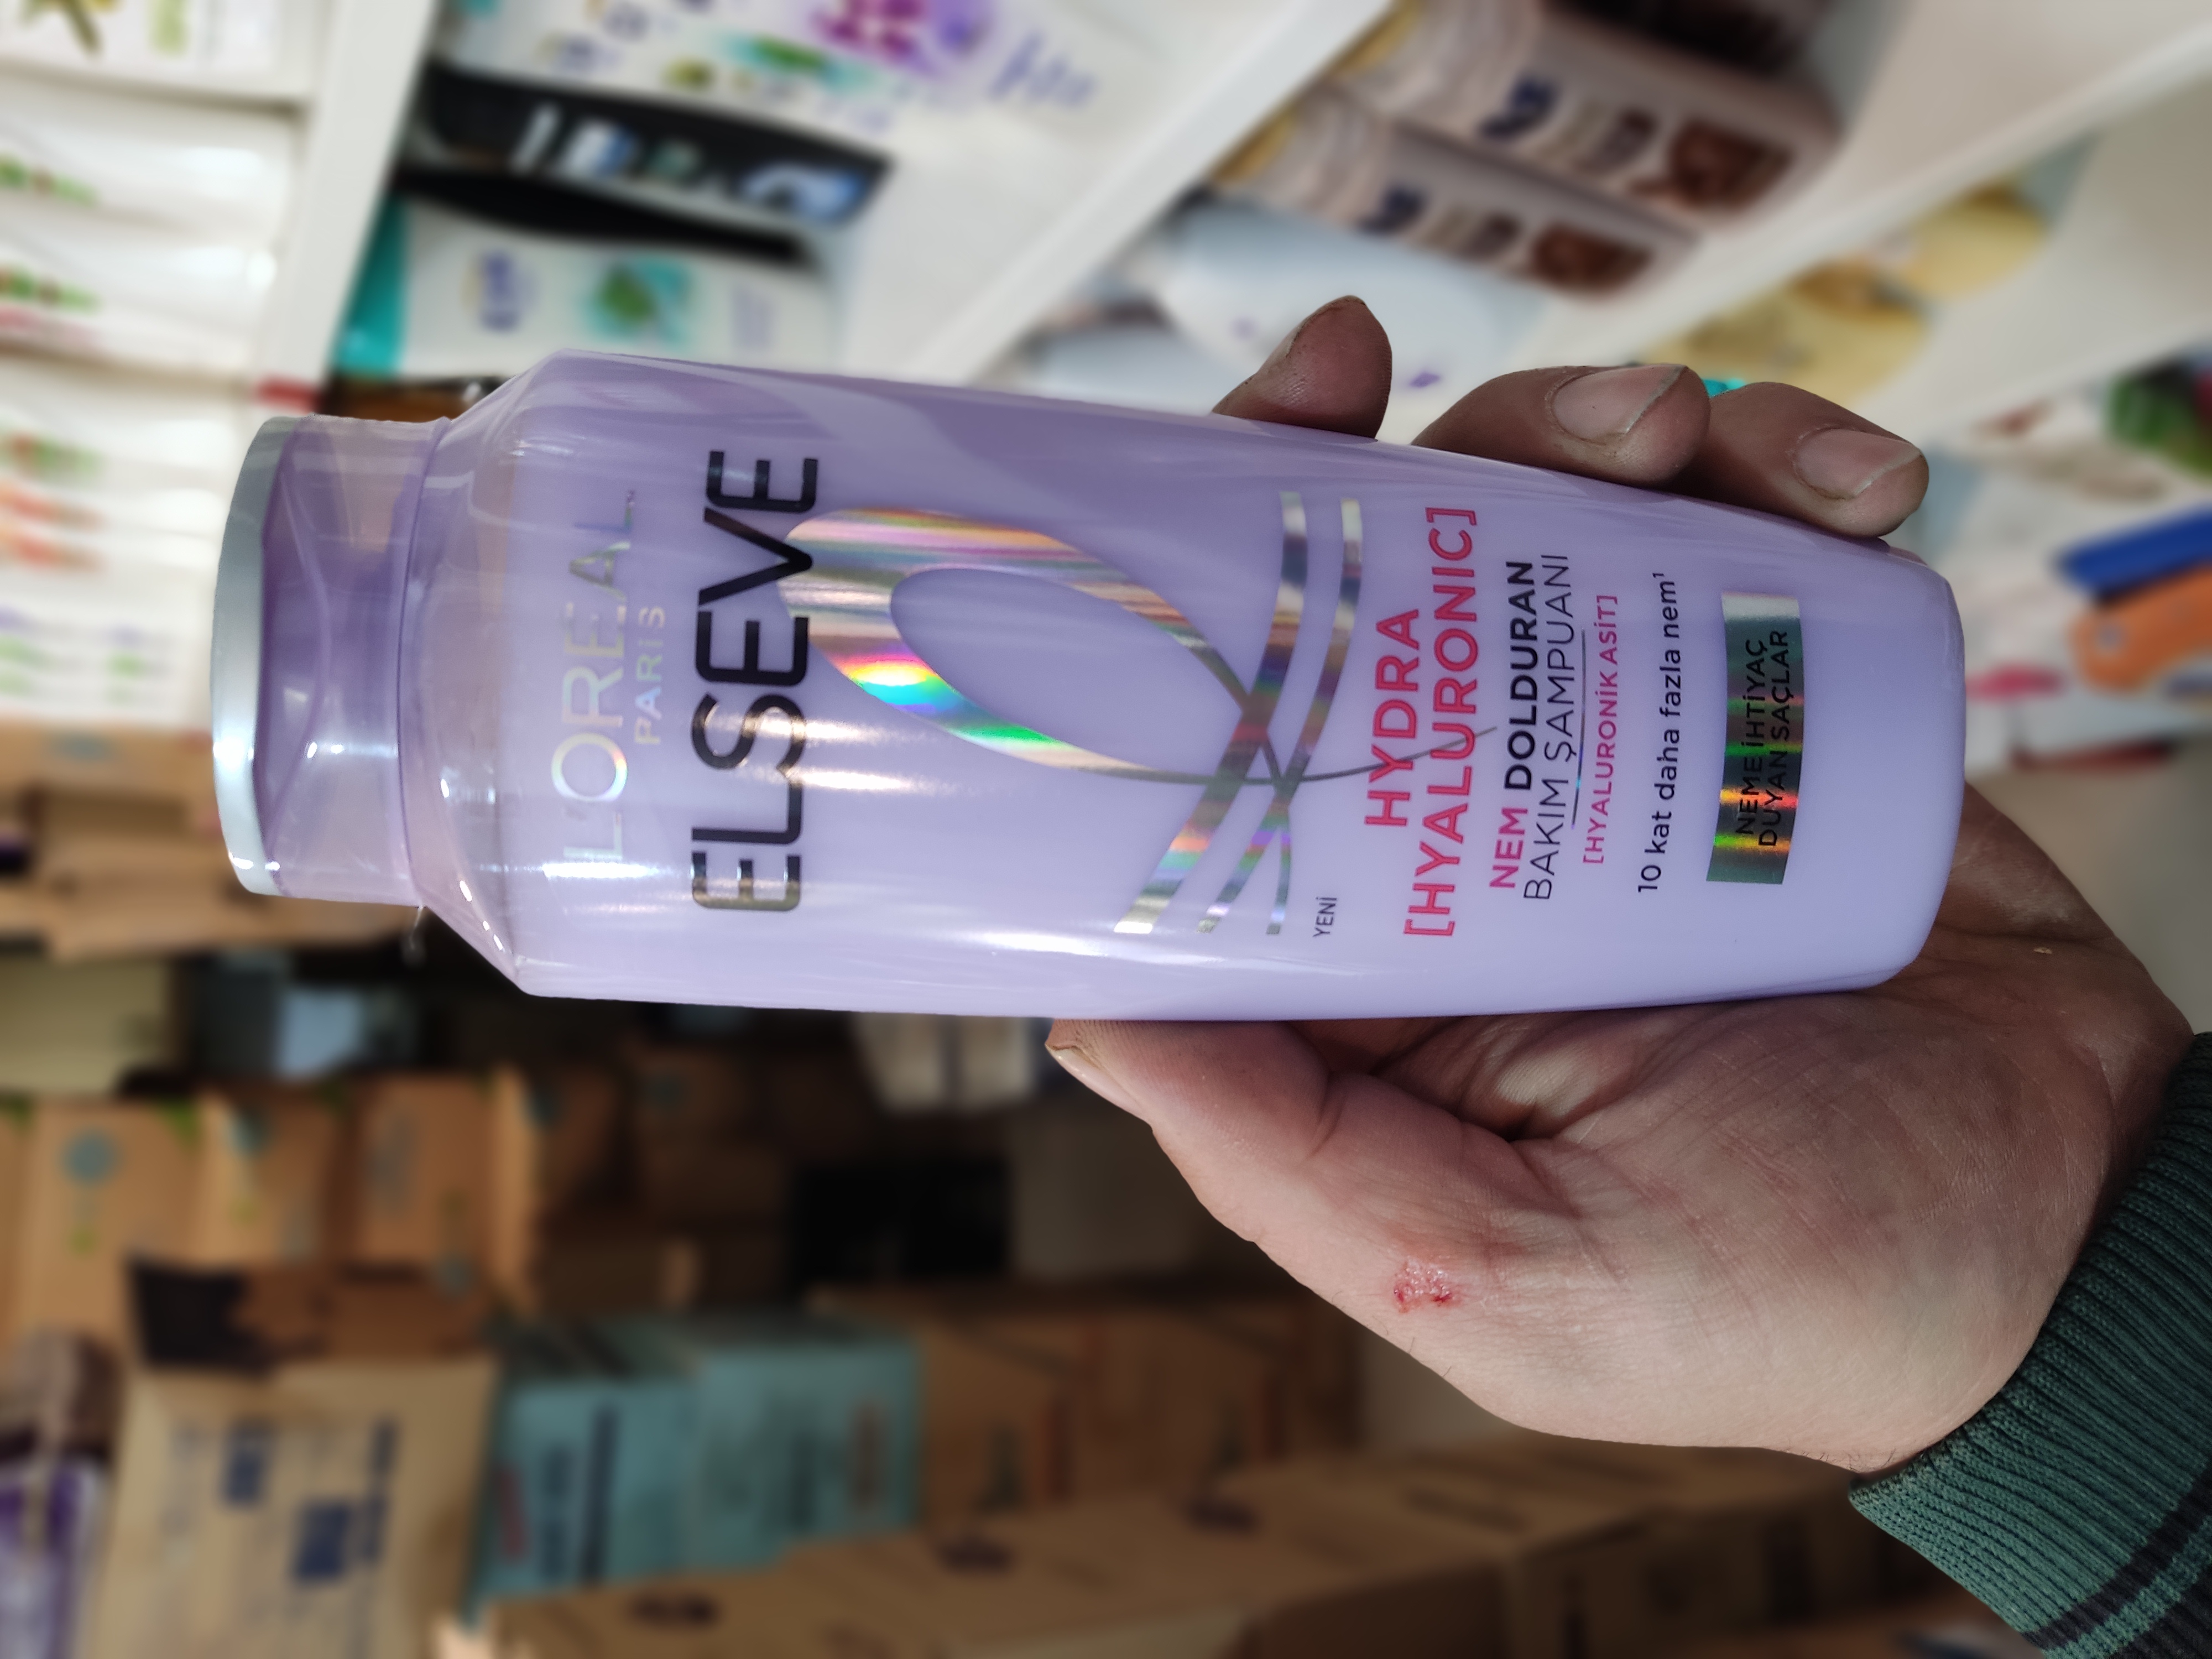 L'ORÉAL
PARIS
ELSEVE
YENİ
HYDRA
[HYALURONIC]
NEM DOLDURAN
BAKIM ŞAMPUANI
[HYALURONİK ASİT]
10 kat daha fazla nem¹
NEME İHTİYAÇ
DUYAN SAÇLAR